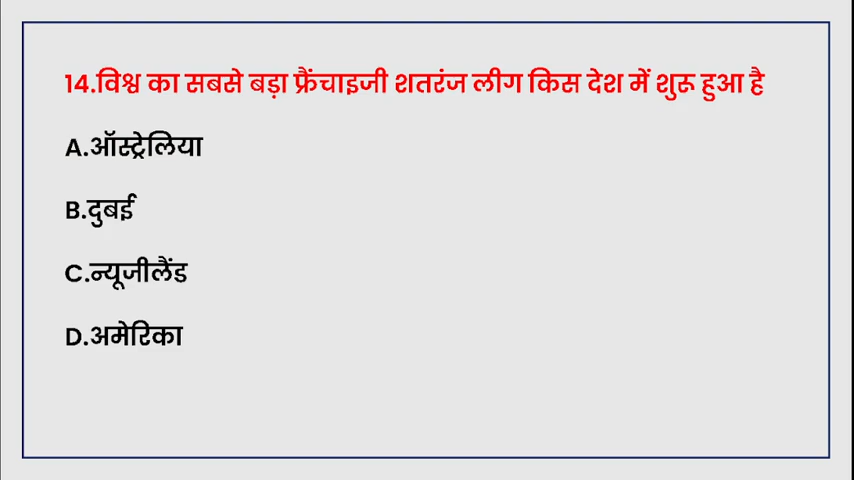 14.विश्व का सबसे बड़ा फ्रैंचाइजी शतरंज लीग किस देश में शुरू हुआ है
A.ऑस्ट्रेलिया
B.दुबई
C.न्यूजीलैंड
D.अमेरिका